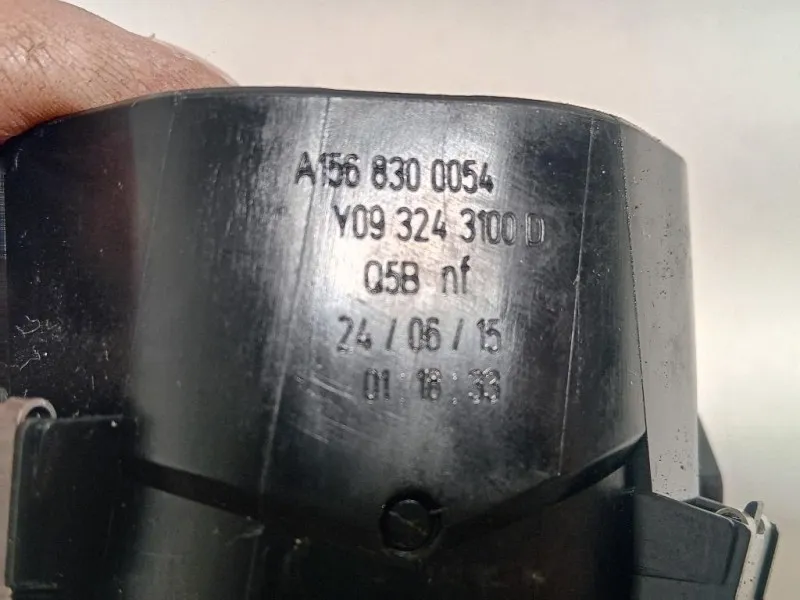 A156 830 0054
Y09 324 3100 D
Q5B nf
24/06/15
01:18:33